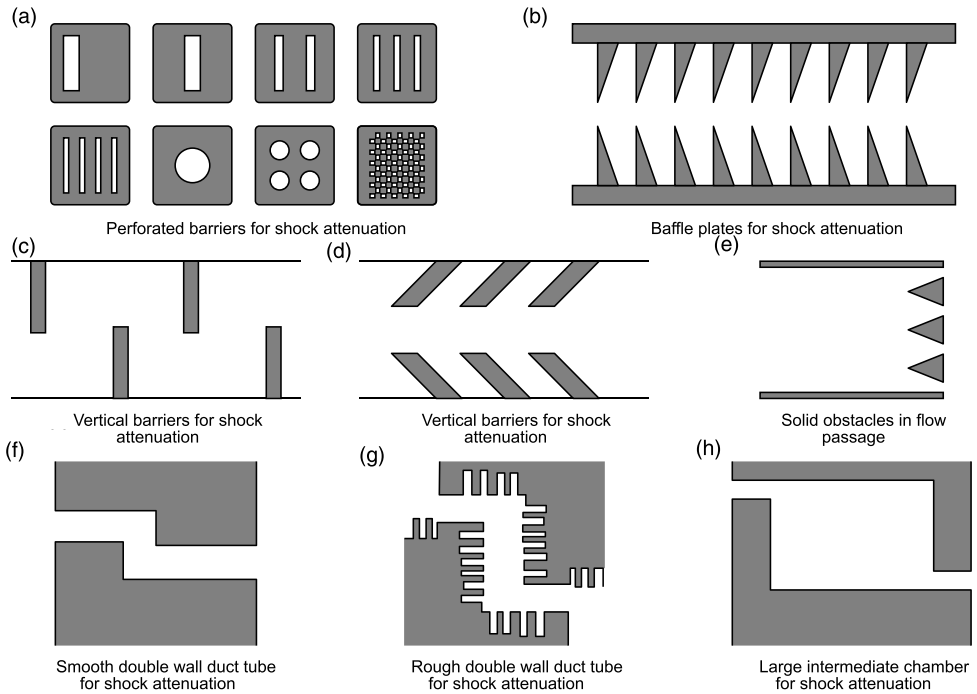 (a)
(b)
Perforated barriers for shock attenuation
Baffle plates for shock attenuation
(c)
(d)
(e)
Vertical barriers for shock
attenuation
Vertical barriers for shock
attenuation
Solid obstacles in flow
passage
(f)
(g)
(h)
Smooth double wall duct tube
for shock attenuation
Rough double wall duct tube
for shock attenuation
Large intermediate chamber
for shock attenuation